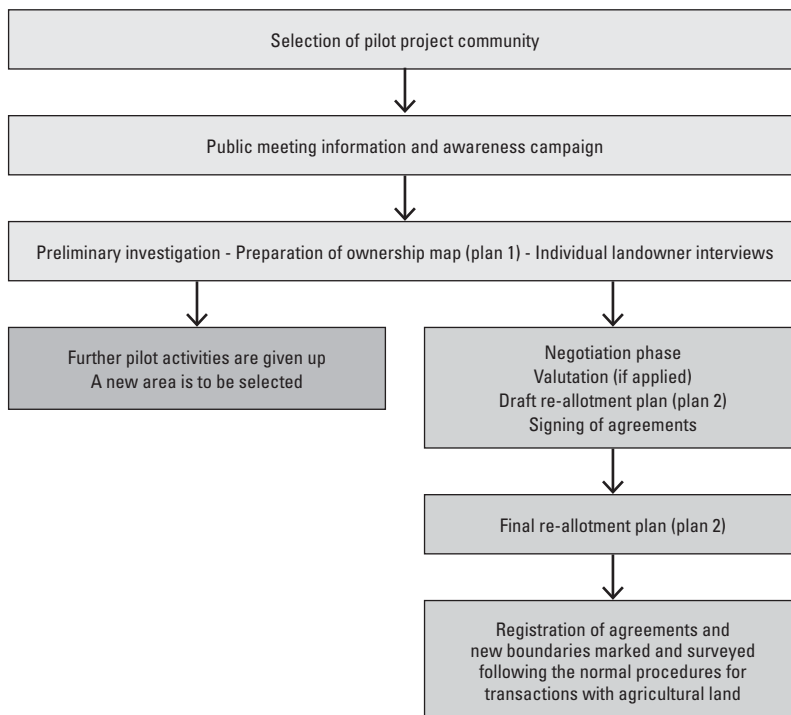 Selection of pilot project community
Public meeting information and awareness campaign
Preliminary investigation - Preparation of ownership map (plan 1) - Individual landowner interviews
Further pilot activities are given up
A new area is to be selected
Negotiation phase
Valutation (if applied)
Draft re-allotment plan (plan 2)
Signing of agreements
Final re-allotment plan (plan 2)
Registration of agreements and
new boundaries marked and surveyed
following the normal procedures for
transactions with agricultural land